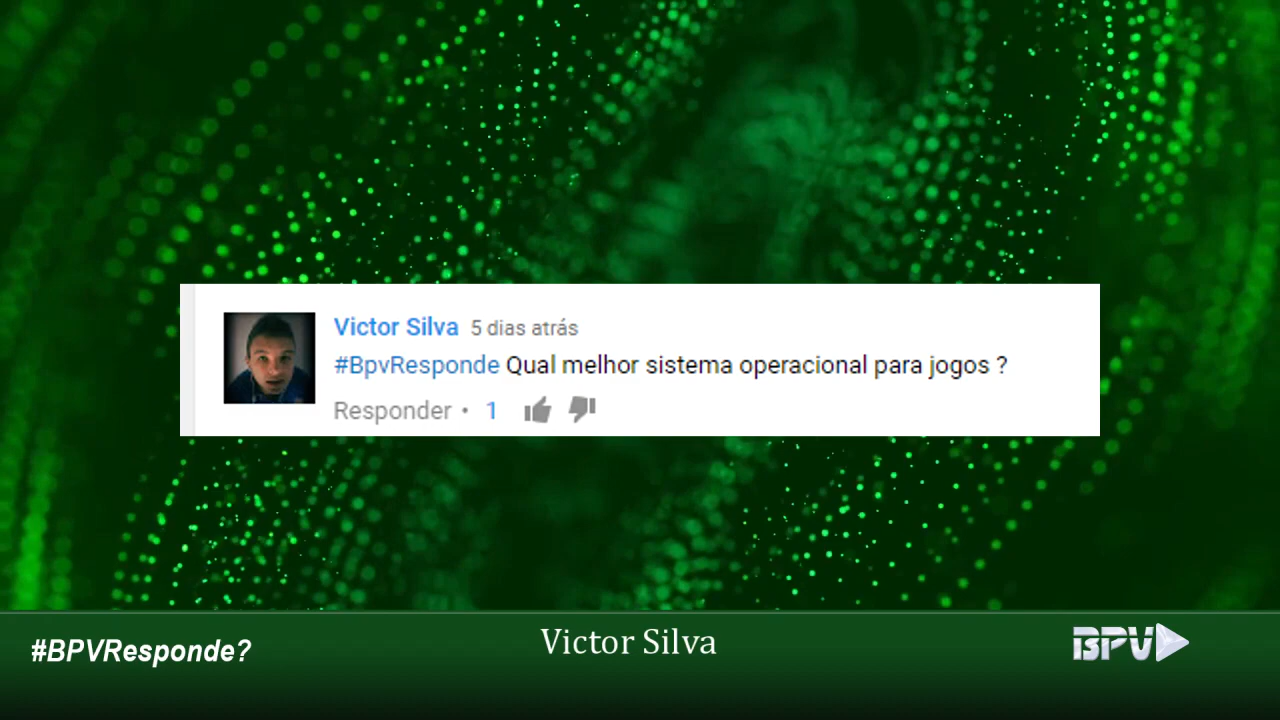 Victor Silva 5 dias atrás
#BpvResponde Qual melhor sistema operacional para jogos ?
Responder • 1
#BPVResponde?
Victor Silva
BPV